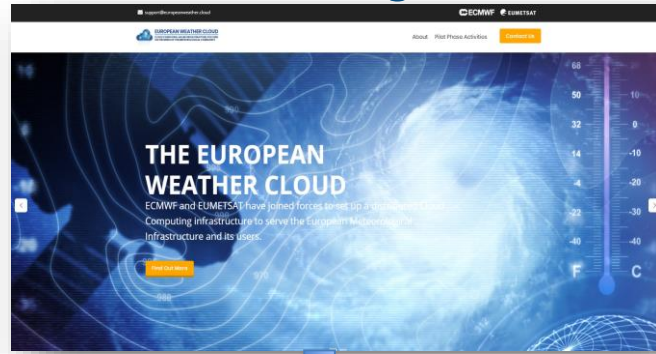 support@europeanweather.cloud
ECMWF EUMETSAT
EUROPEAN WEATHER CLOUD
About Pilot Phase Activities Contact Us
THE EUROPEAN
WEATHER CLOUD
ECMWF and EUMETSAT have joined forces to set up a
Computing infrastructure to serve the European Meteorological
Infrastructure and its users.
Find Out More
68
50
32
14
-4
-22
-40
F
10
0
-10
-20
-30
-40
C